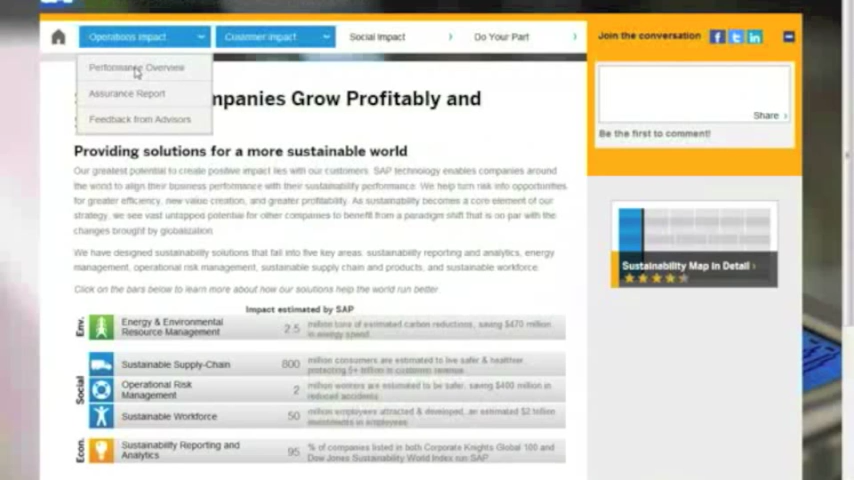 Operations Impact
Customer Impact
Social Impact
Do Your Part
Join the conversation
Performance Overview
Assurance Report
Feedback from Advisors
mpanies Grow Profitably and
Share ›
Be the first to comment!
Providing solutions for a more sustainable world
Our greatest potential to create positive impact lies with our customers. SAP technology enables companies around
the world to align their business performance with their sustainability performance. We help turn risk into opportunities
for greater efficiency, new value creation, and greater profitability. As sustainability becomes a core element of our
strategy, we see vast untapped potential for other companies to benefit from a paradigm shift that is on par with the
changes brought by globalization.
We have designed sustainability solutions that fall into five key areas: sustainability reporting and analytics, energy
management, operational risk management, sustainable supply chain and products, and sustainable workforce.
Click on the bars below to learn more about how our solutions help the world run better
Sustainability Map In Detail ›
Impact estimated by SAP
Env.
Energy & Environmental
Resource Management
2.5
million tons of estimated carbon reductions, saving $470 million
in energy spend
Social
Sustainable Supply-Chain
800
million consumers are estimated to live safer & healthier,
protecting $+ trillion in customer revenue
Operational Risk
Management
2
million workers are estimated to be safer, saving $400 million in
reduced accidents
Sustainable Workforce
50
million employees attracted & developed, an estimated $2 trillion
investments in employees
Econ.
Sustainability Reporting and
Analytics
95
% of companies listed in both Corporate Knights Global 100 and
Dow Jones Sustainability World Index run SAP